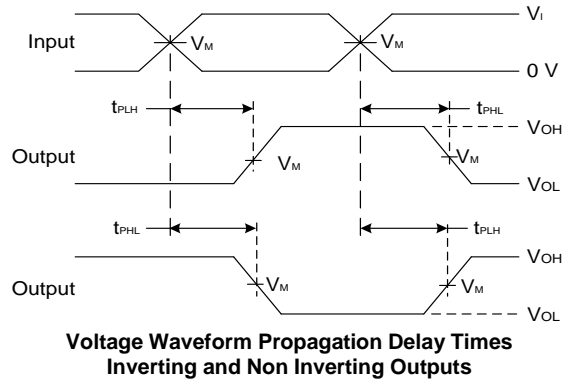 VI
Input
VM
VM
0 V
tPLH
tPHL
VOH
Output
VM
VM
VOL
tPHL
tPLH
VOH
Output
VM
VM
VOL
Voltage Waveform Propagation Delay Times
Inverting and Non Inverting Outputs